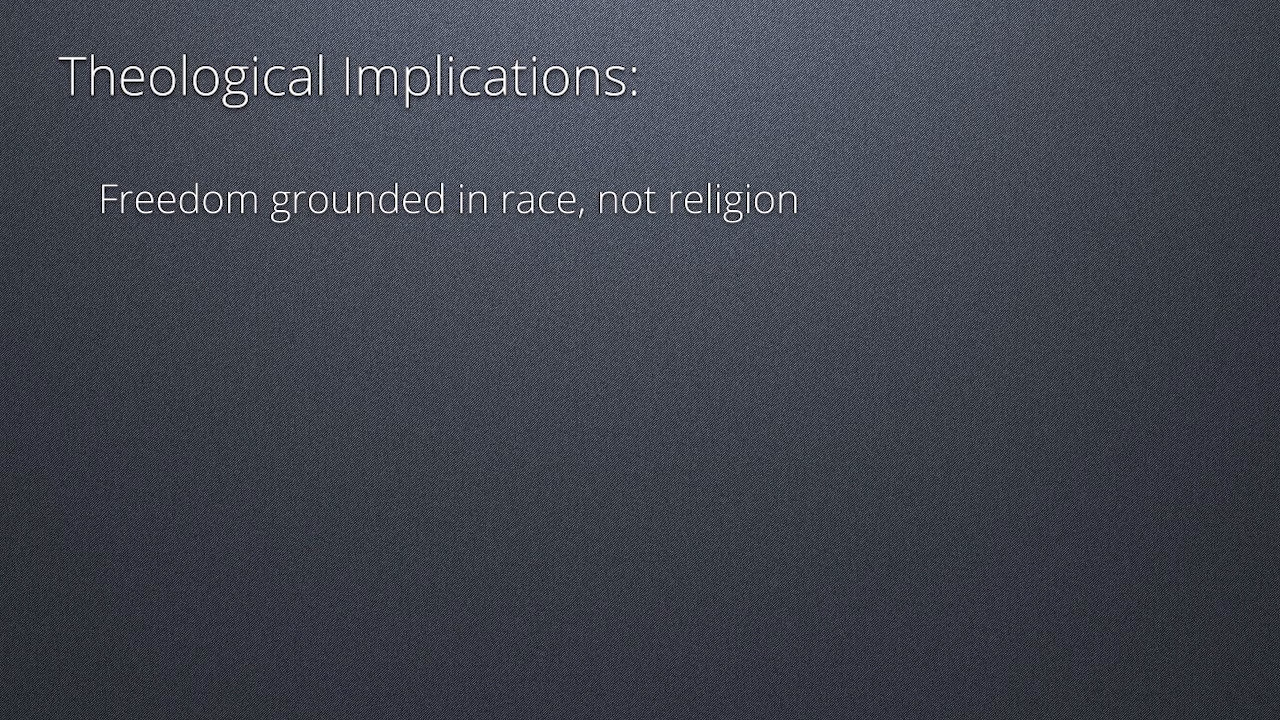 Theological Implications:
Freedom grounded in race, not religion